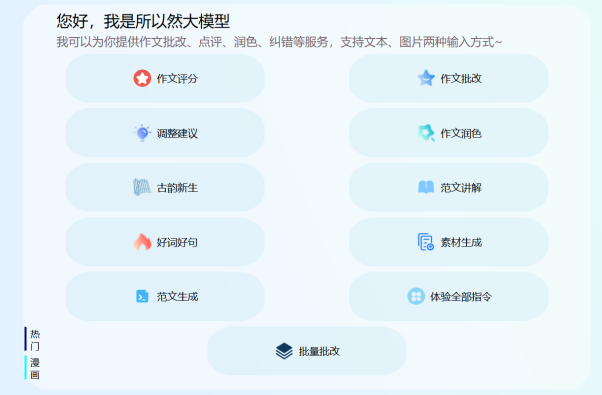 您好，我是所以然大模型
我可以为你提供作文批改、点评、润色、纠错等服务，支持文本、图片两种输入方式~
作文评分
作文批改
调整建议
作文润色
古韵新生
范文讲解
好词好句
素材生成
范文生成
体验全部指令
热门
批量批改
漫画